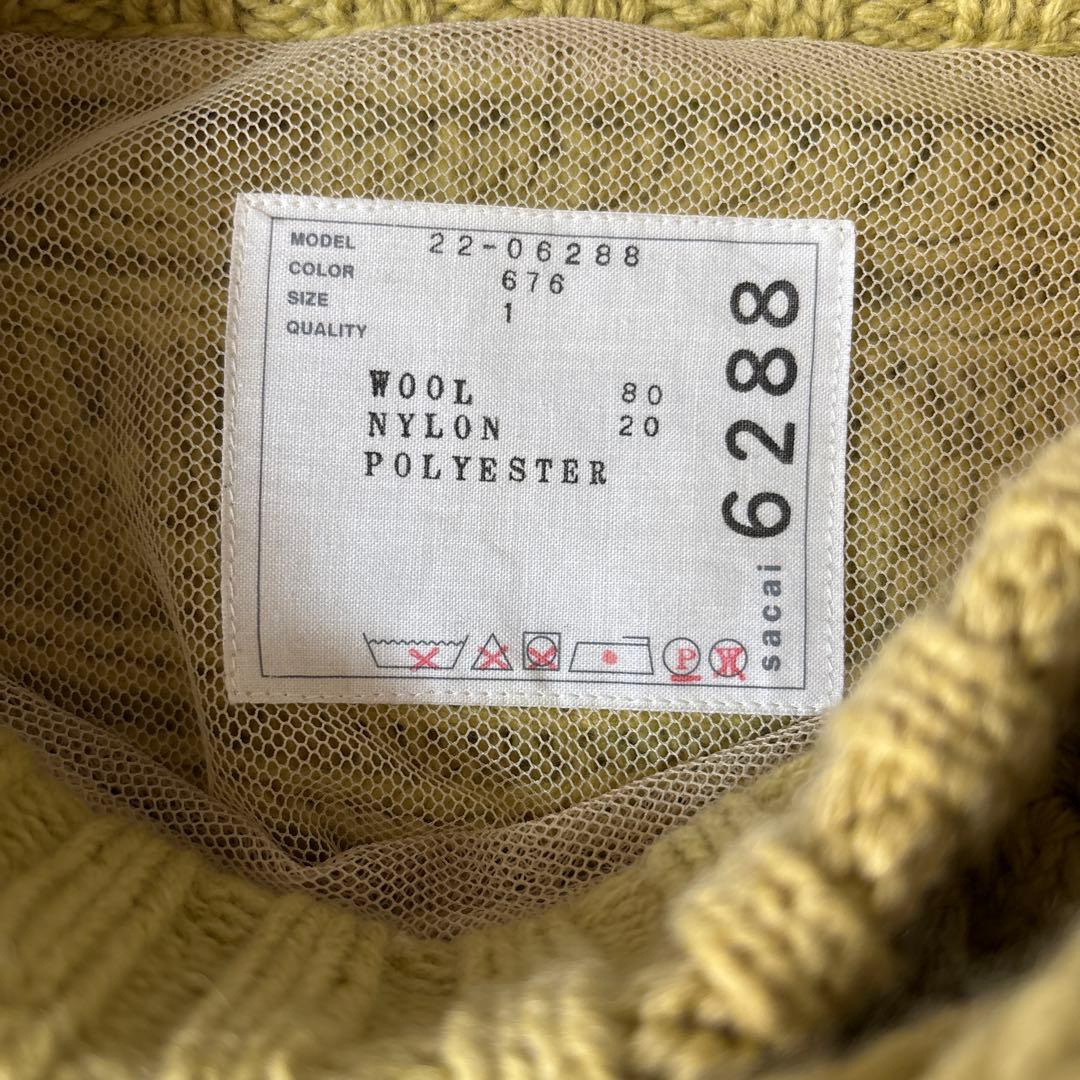 MODEL 22-06288
COLOR 676
SIZE 1
QUALITY
WOOL 80
NYLON 20
POLYESTER
P W
sacai 6288